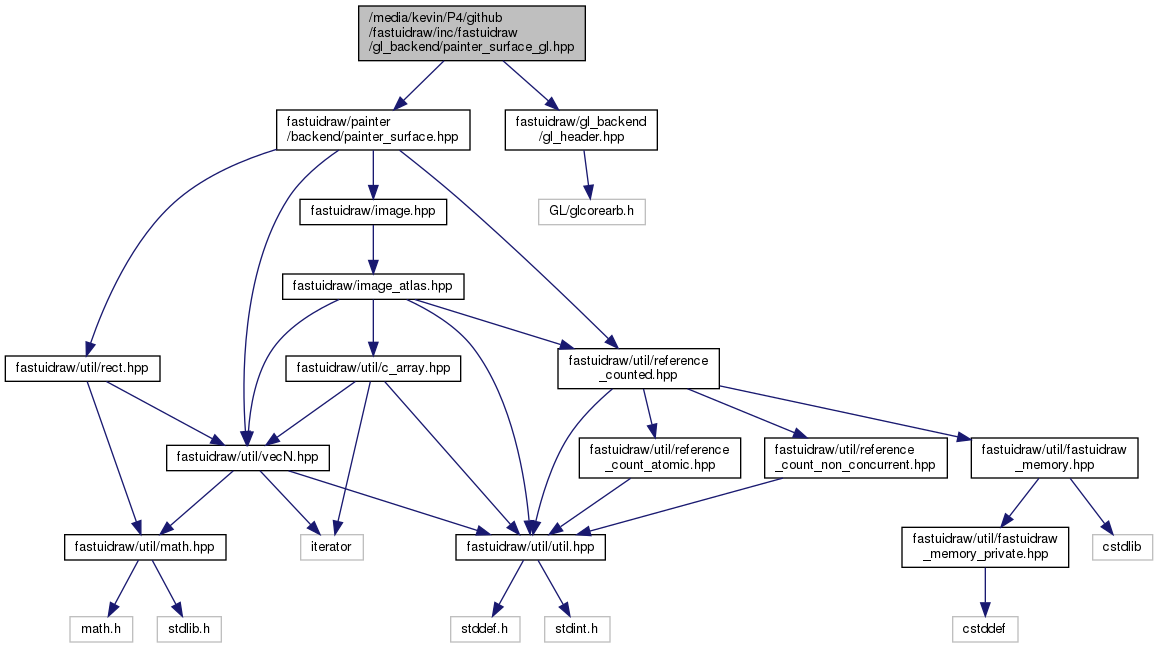 /media/kevin/P4/github
/fastuidraw/inc/fastuidraw
/gl_backend/painter_surface_gl.hpp
fastuidraw/painter
/backend/painter_surface.hpp
fastuidraw/gl_backend
/gl_header.hpp
fastuidraw/image.hpp
GL/glcorearb.h
fastuidraw/image_atlas.hpp
fastuidraw/util/rect.hpp
fastuidraw/util/c_array.hpp
fastuidraw/util/reference
_counted.hpp
fastuidraw/util/vecN.hpp
fastuidraw/util/reference
_count_atomic.hpp
fastuidraw/util/reference
_count_non_concurrent.hpp
fastuidraw/util/fastuidraw
_memory.hpp
fastuidraw/util/math.hpp
iterator
fastuidraw/util/util.hpp
fastuidraw/util/fastuidraw
_memory_private.hpp
cstdlib
math.h
stdlib.h
stddef.h
stdint.h
cstddef